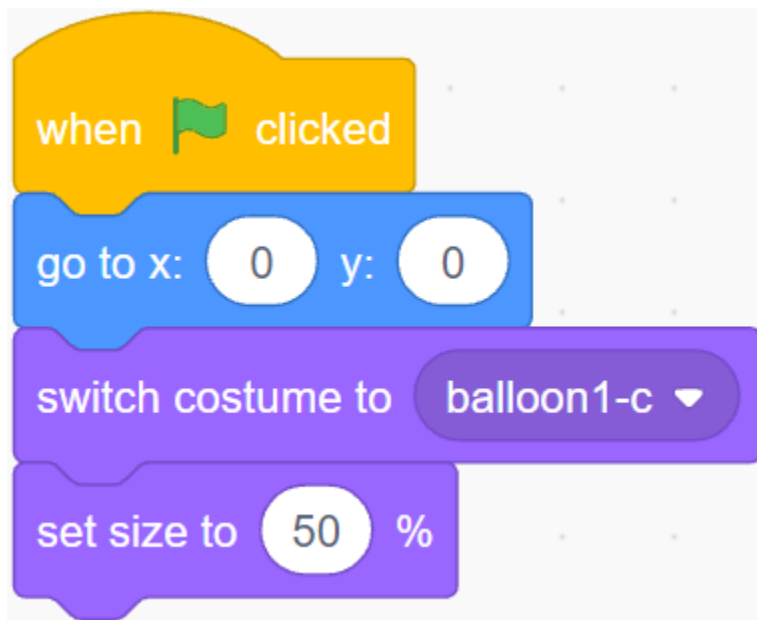 when clicked
go to x: 0 y: 0
switch costume to balloon1-c
set size to 50 %